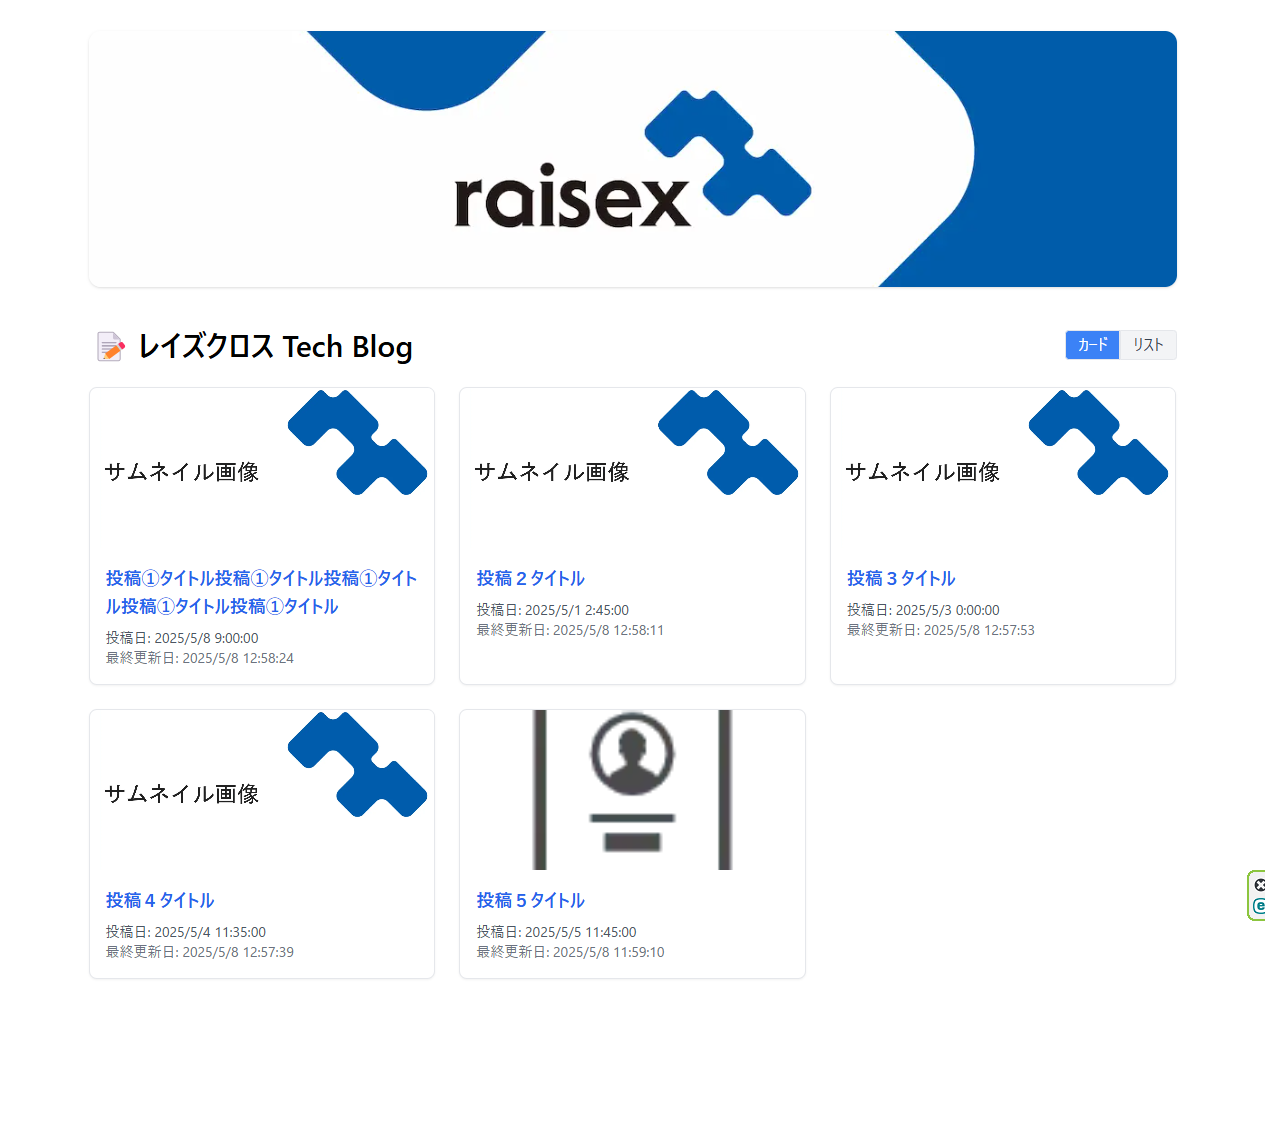 raisex
レイズクロス Tech Blog
カード リスト
サムネイル画像
投稿①タイトル投稿①タイトル投稿①タイト
ル投稿①タイトル投稿①タイトル
投稿日: 2025/5/8 9:00:00
最終更新日: 2025/5/8 12:58:24
サムネイル画像
投稿２タイトル
投稿日: 2025/5/1 2:45:00
最終更新日: 2025/5/8 12:58:11
サムネイル画像
投稿３タイトル
投稿日: 2025/5/3 0:00:00
最終更新日: 2025/5/8 12:57:53
サムネイル画像
投稿４タイトル
投稿日: 2025/5/4 11:35:00
最終更新日: 2025/5/8 12:57:39
投稿５タイトル
投稿日: 2025/5/5 11:45:00
最終更新日: 2025/5/8 11:59:10